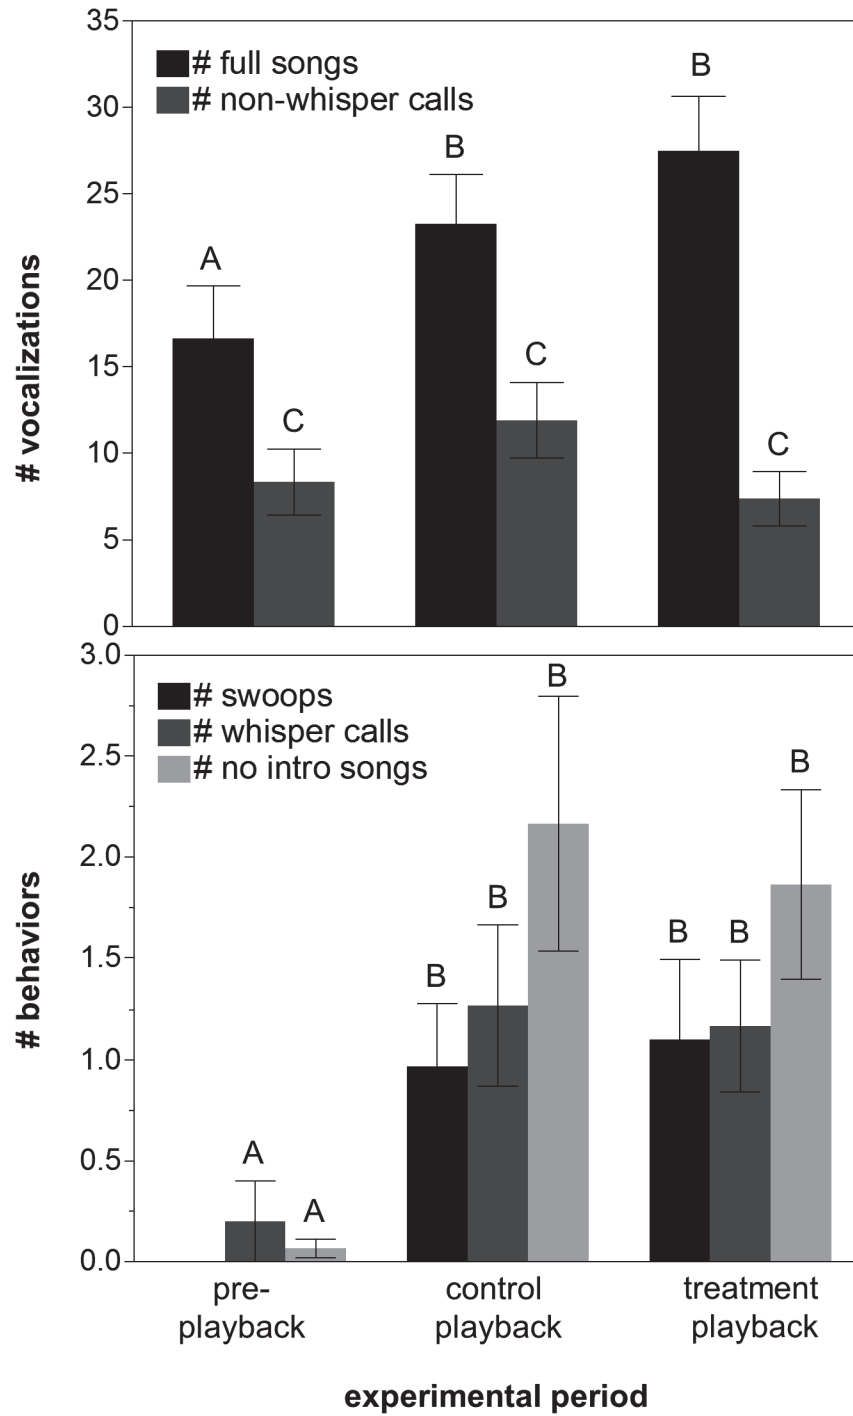 35
30
25
20
15
10
5
0
# vocalizations
# full songs
# non-whisper calls
A
C
B
C
B
C
3.0
2.5
2.0
1.5
1.0
0.5
0.0
# behaviors
# swoops
# whisper calls
# no intro songs
A
A
B
B
B
B
B
B
pre-
playback
control
playback
treatment
playback
experimental period